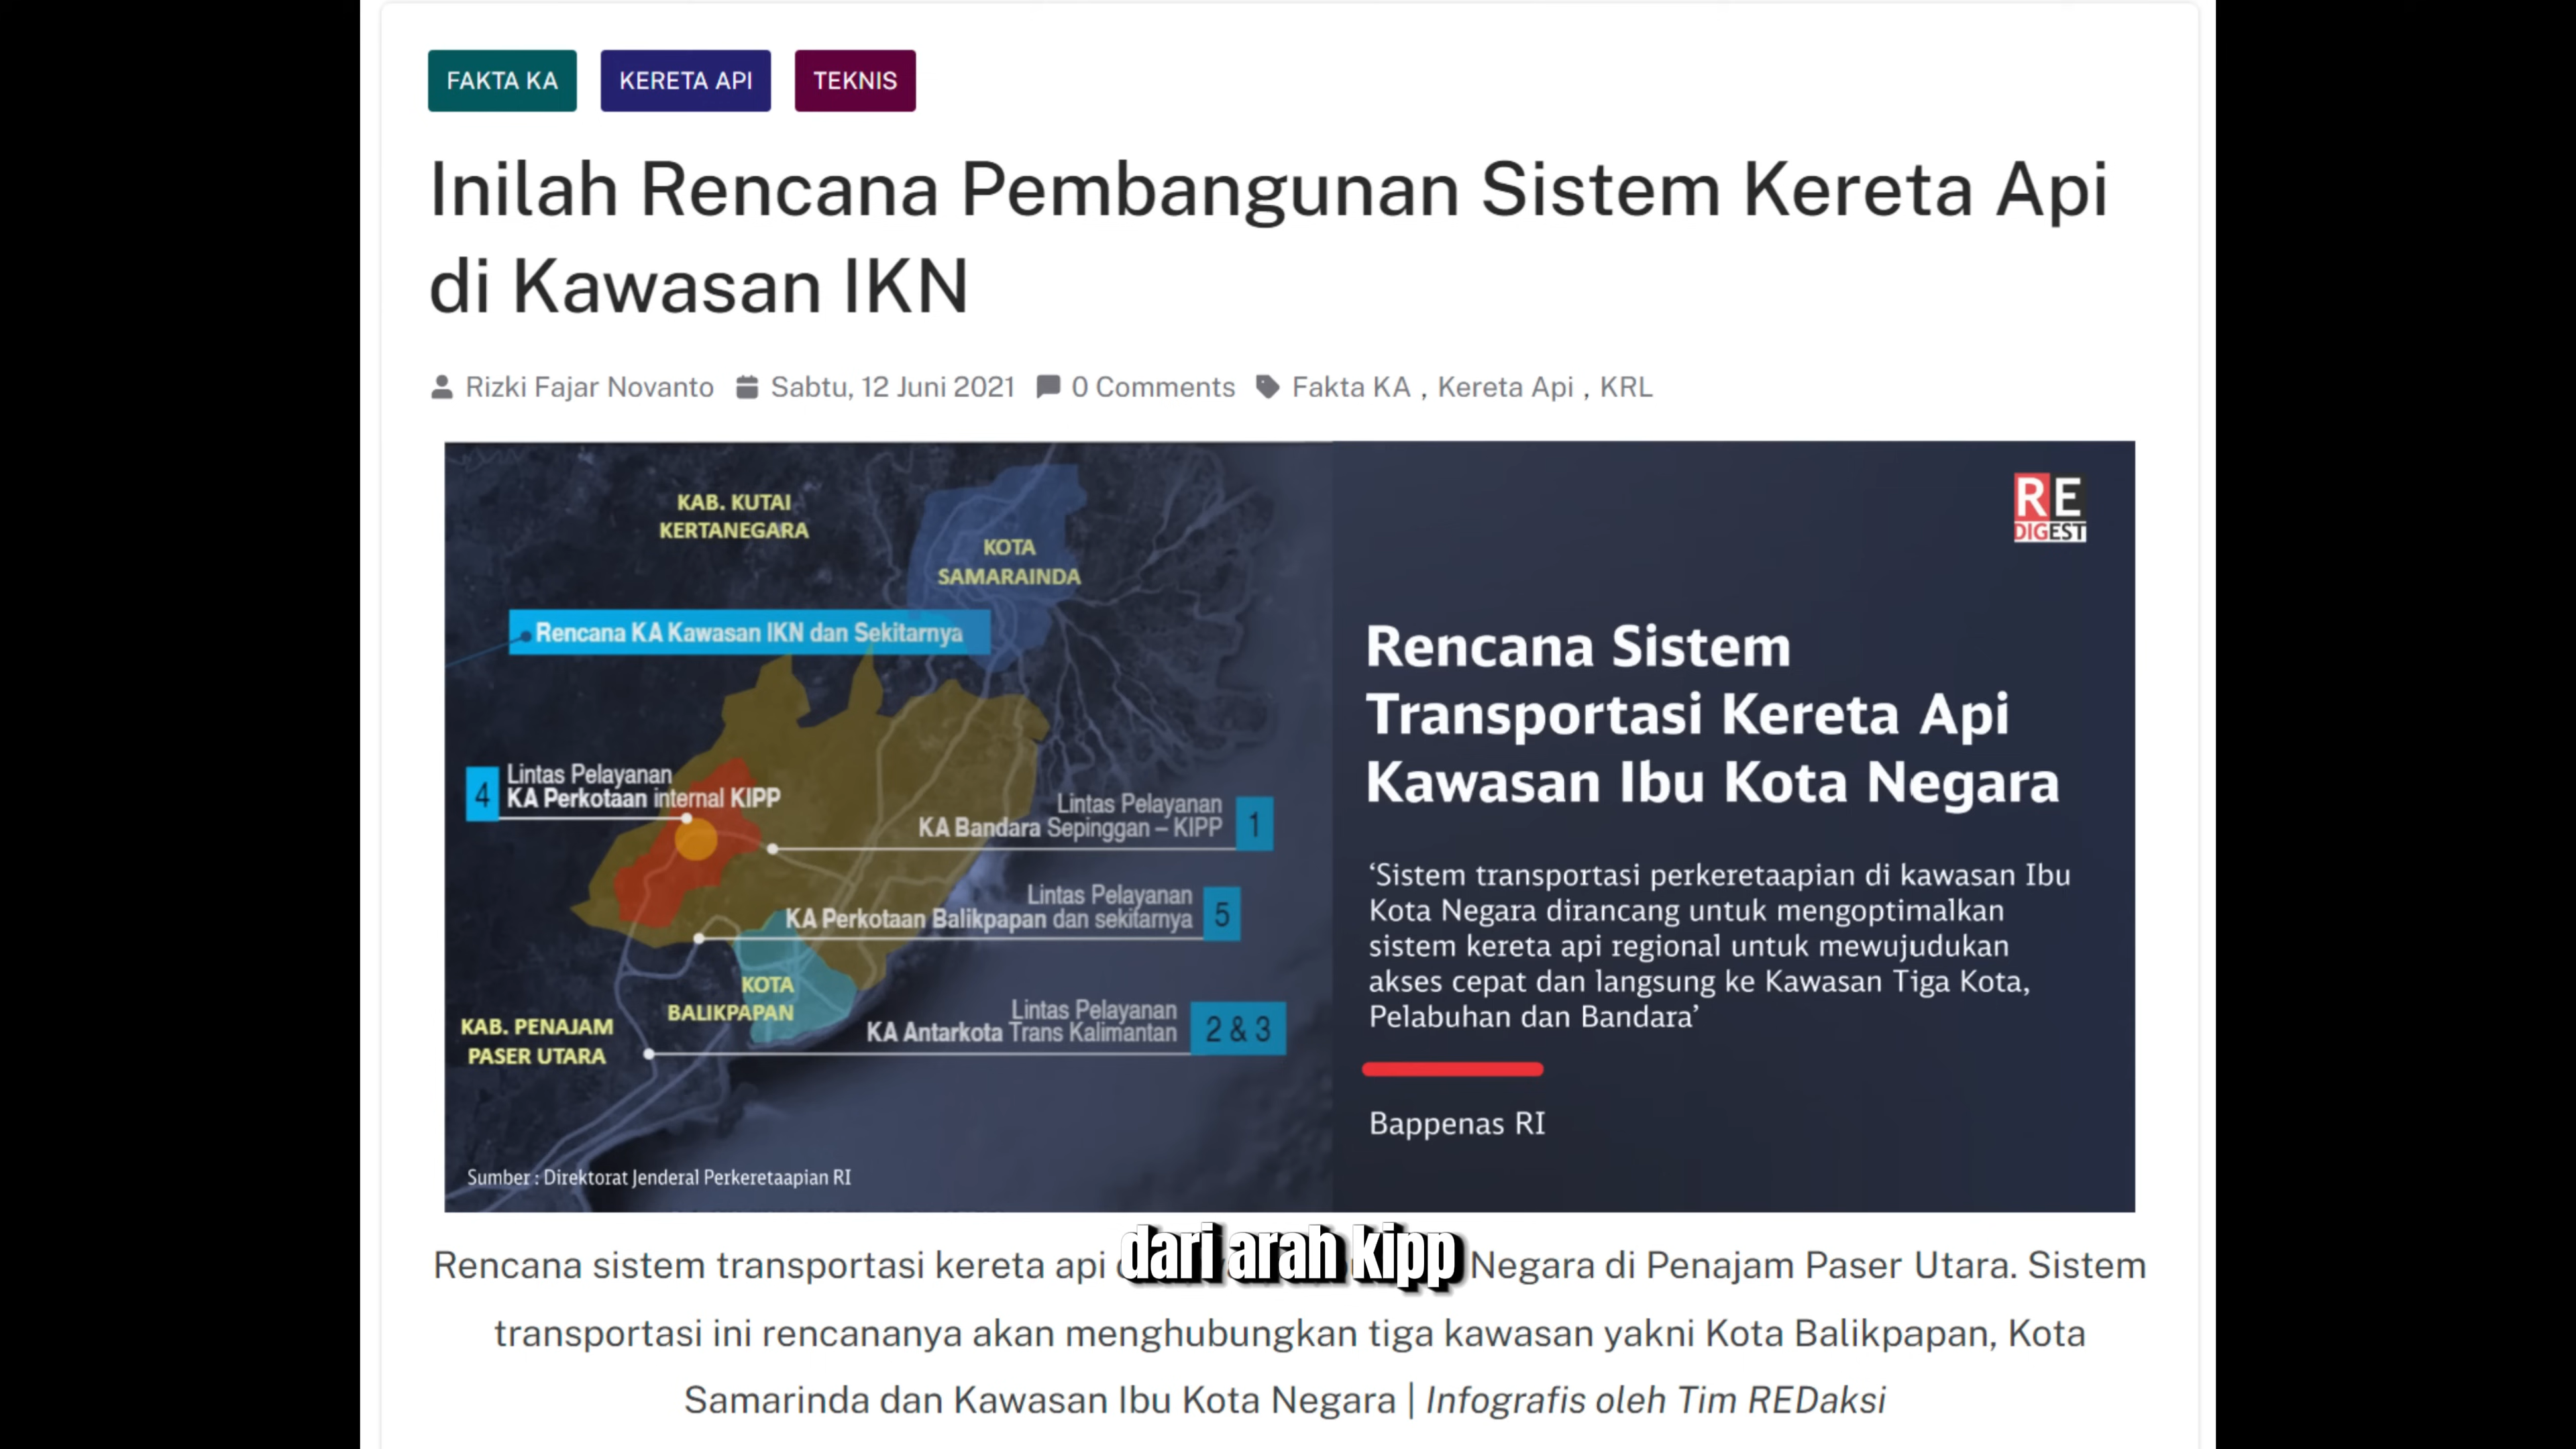 FAKTA KA
KERETA API
TEKNIS
Inilah Rencana Pembangunan Sistem Kereta Api
di Kawasan IKN
Rizki Fajar Novanto Sabtu, 12 Juni 2021 0 Comments Fakta KA , Kereta Api , KRL
KAB. KUTAI
KERTANEGARA
KOTA
SAMARAINDA
Rencana KA Kawasan IKN dan Sekitarnya
4
Lintas Pelayanan
KA Perkotaan internal KIPP
Lintas Pelayanan
KA Bandara Sepinggan – KIPP
1
Lintas Pelayanan
KA Perkotaan Balikpapan dan sekitarnya
5
KOTA
BALIKPAPAN
Lintas Pelayanan
KA Antarkota Trans Kalimantan
2 & 3
KAB. PENAJAM
PASER UTARA
Sumber : Direktorat Jenderal Perkeretaapian RI
RE
DIGEST
Rencana Sistem
Transportasi Kereta Api
Kawasan Ibu Kota Negara
‘Sistem transportasi perkeretaapian di kawasan Ibu
Kota Negara dirancang untuk mengoptimalkan
sistem kereta api regional untuk mewujudukan
akses cepat dan langsung ke Kawasan Tiga Kota,
Pelabuhan dan Bandara’
Bappenas RI
dari arah kipp
Rencana sistem transportasi kereta api Negara di Penajam Paser Utara. Sistem
transportasi ini rencananya akan menghubungkan tiga kawasan yakni Kota Balikpapan, Kota
Samarinda dan Kawasan Ibu Kota Negara | Infografis oleh Tim REDaksi